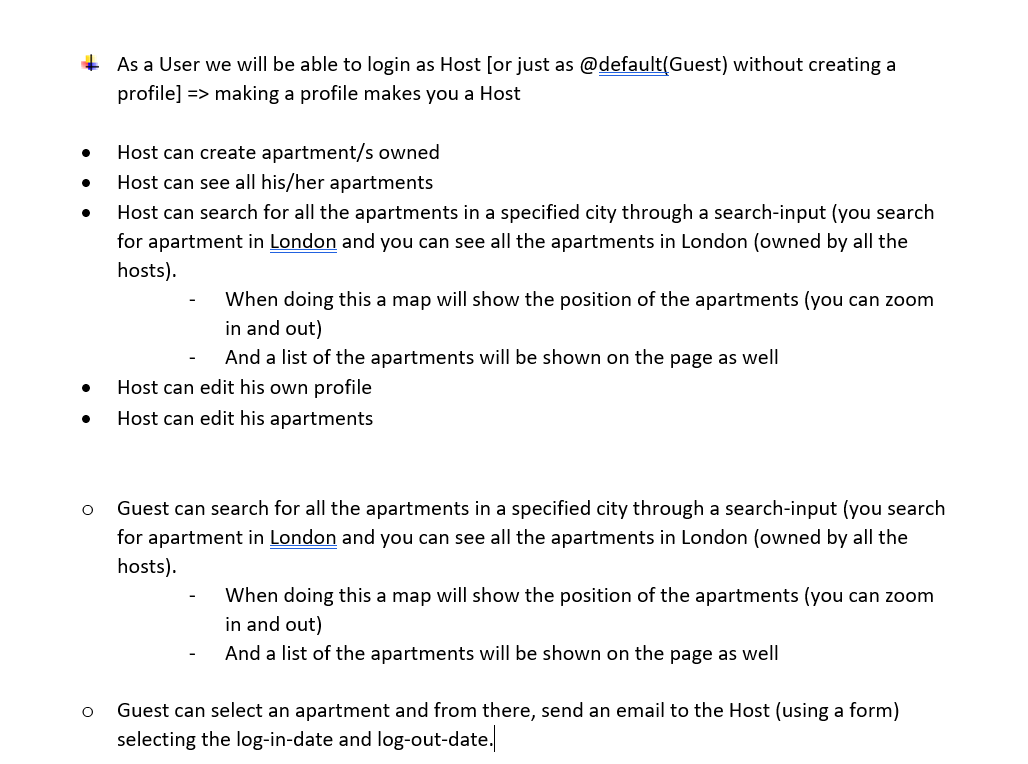 As a User we will be able to login as Host [or just as @default(Guest) without creating a
profile] => making a profile makes you a Host
• Host can create apartment/s owned
• Host can see all his/her apartments
• Host can search for all the apartments in a specified city through a search-input (you search
for apartment in London and you can see all the apartments in London (owned by all the
hosts).
- When doing this a map will show the position of the apartments (you can zoom
in and out)
- And a list of the apartments will be shown on the page as well
• Host can edit his own profile
• Host can edit his apartments
o Guest can search for all the apartments in a specified city through a search-input (you search
for apartment in London and you can see all the apartments in London (owned by all the
hosts).
- When doing this a map will show the position of the apartments (you can zoom
in and out)
- And a list of the apartments will be shown on the page as well
o Guest can select an apartment and from there, send an email to the Host (using a form)
selecting the log-in-date and log-out-date.